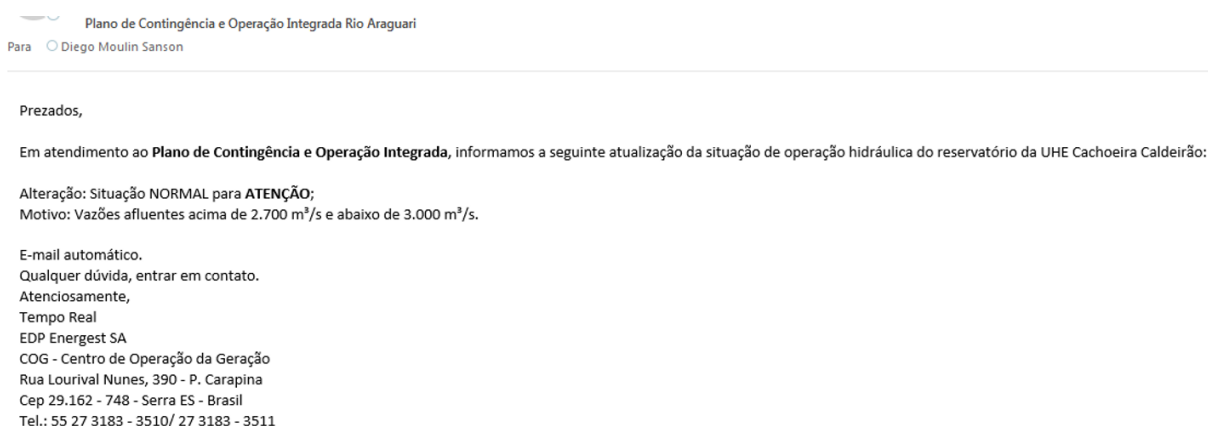 Plano de Contingência e Operação Integrada Rio Araguari
Para Diego Moulin Sanson
Prezados,
Em atendimento ao Plano de Contingência e Operação Integrada, informamos a seguinte atualização da situação de operação hidráulica do reservatório da UHE Cachoeira Caldeirão:
Alteração: Situação NORMAL para ATENÇÃO;
Motivo: Vazões afluentes acima de 2.700 m³/s e abaixo de 3.000 m³/s.
E-mail automático.
Qualquer dúvida, entrar em contato.
Atenciosamente,
Tempo Real
EDP Energest SA
COG - Centro de Operação da Geração
Rua Lourival Nunes, 390 - P. Carapina
Cep 29.162 - 748 - Serra ES - Brasil
Tel.: 55 27 3183 - 3510/ 27 3183 - 3511